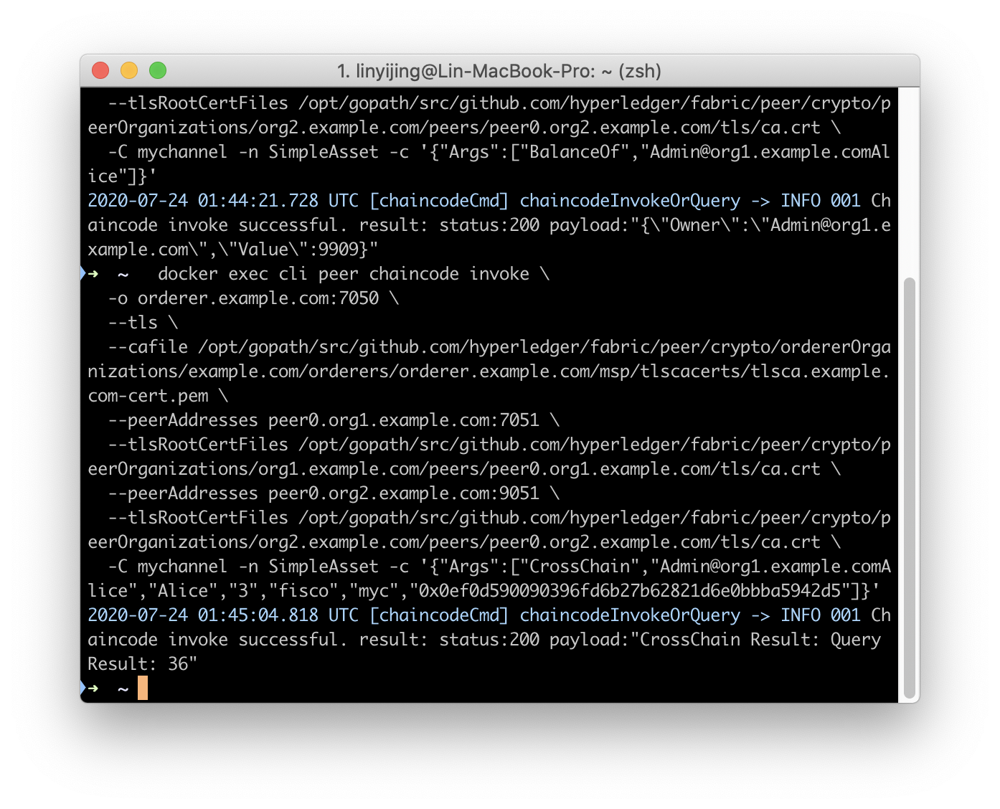 1. linyijing@Lin-MacBook-Pro: ~ (zsh)
--tlsRootCertFiles /opt/gopath/src/github.com/hyperledger/fabric/peer/crypto/p
eerOrganizations/org2.example.com/peers/peer0.org2.example.com/tls/ca.crt \
-C mychannel -n SimpleAsset -c '{"Args":["BalanceOf","Admin@org1.example.comAl
ice"]}'
2020-07-24 01:44:21.728 UTC [chaincodeCmd] chaincodeInvokeOrQuery -> INFO 001 Ch
aincode invoke successful. result: status:200 payload:"{\"Owner\":\"Admin@org1.e
xample.com\",\"Value\":9909}"
➜  ~   docker exec cli peer chaincode invoke \
-o orderer.example.com:7050 \
--tls \
--cafile /opt/gopath/src/github.com/hyperledger/fabric/peer/crypto/ordererOrga
nizations/example.com/orderers/orderer.example.com/msp/tlscacerts/tlsca.example.
com-cert.pem \
--peerAddresses peer0.org1.example.com:7051 \
--tlsRootCertFiles /opt/gopath/src/github.com/hyperledger/fabric/peer/crypto/p
eerOrganizations/org1.example.com/peers/peer0.org1.example.com/tls/ca.crt \
--peerAddresses peer0.org2.example.com:9051 \
--tlsRootCertFiles /opt/gopath/src/github.com/hyperledger/fabric/peer/crypto/p
eerOrganizations/org2.example.com/peers/peer0.org2.example.com/tls/ca.crt \
-C mychannel -n SimpleAsset -c '{"Args":["CrossChain","Admin@org1.example.comA
lice","Alice","3","fisco","myc","0x0ef0d590090396fd6b27b62821d6e0bbba5942d5"]}'
2020-07-24 01:45:04.818 UTC [chaincodeCmd] chaincodeInvokeOrQuery -> INFO 001 Ch
aincode invoke successful. result: status:200 payload:"CrossChain Result: Query
Result: 36"
➜  ~